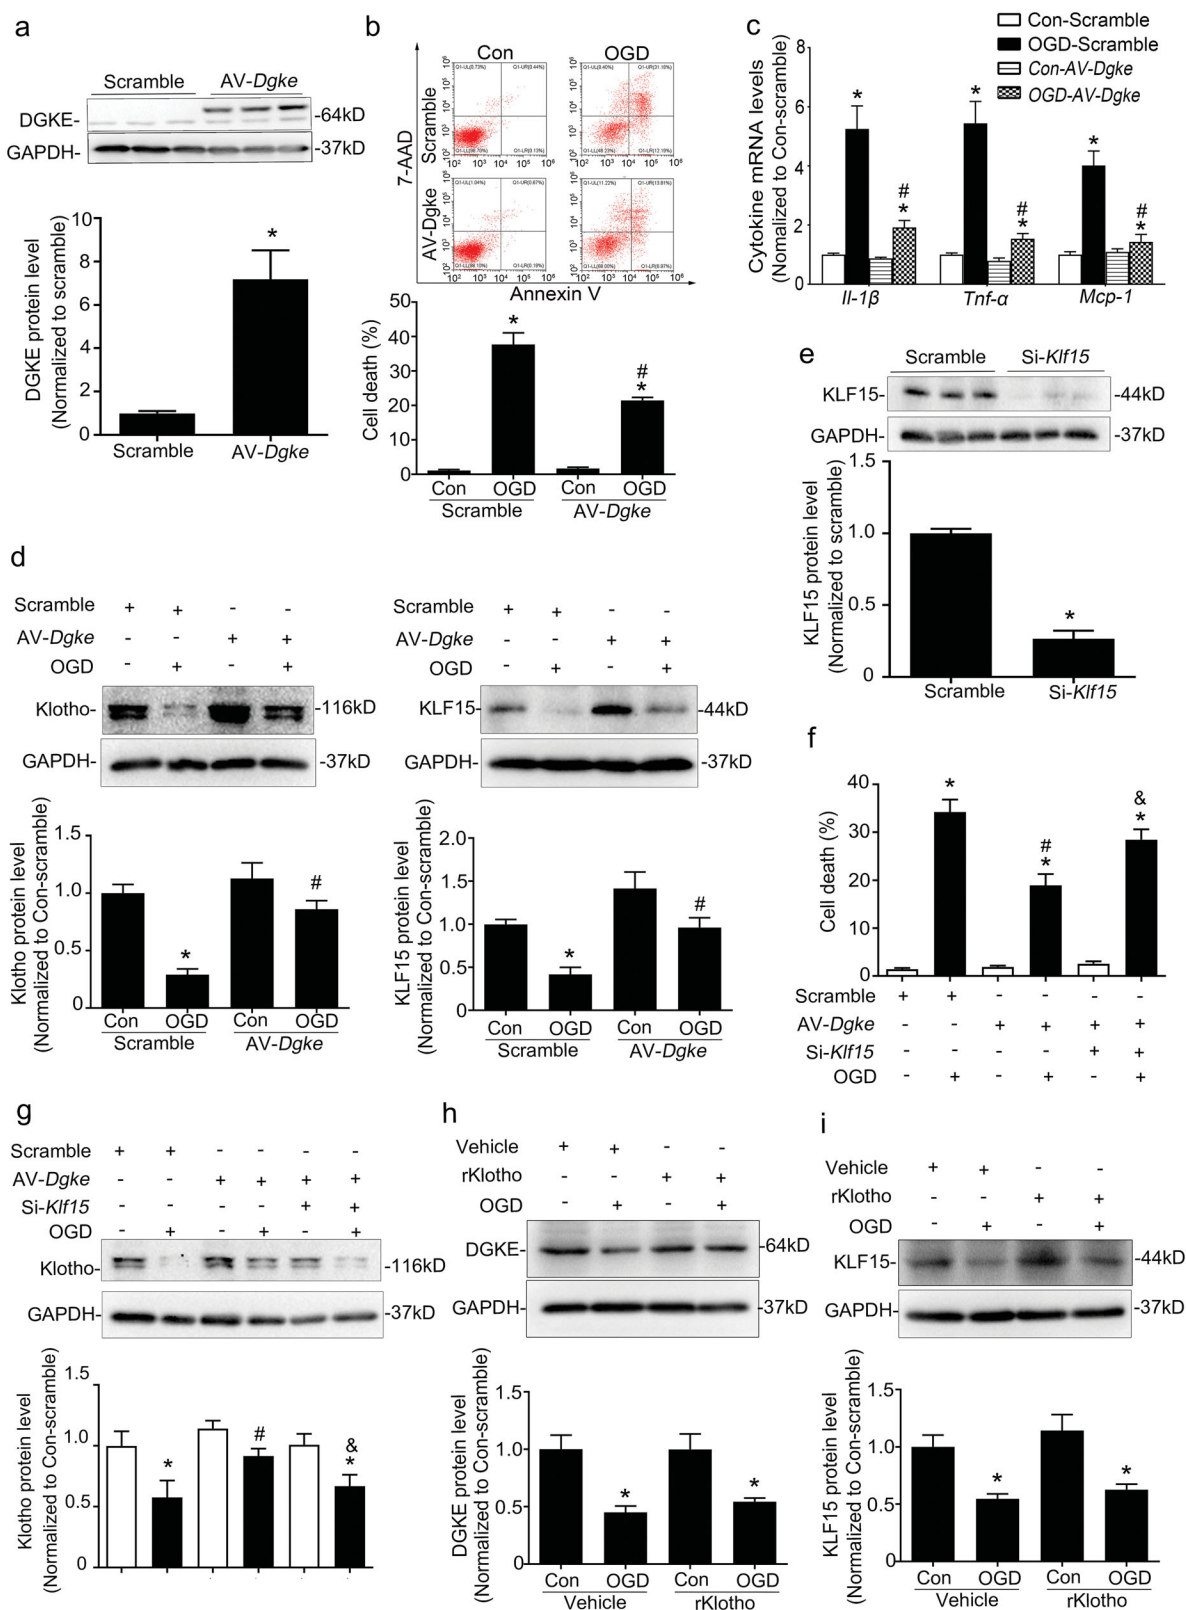 a
Scramble AV-Dgke
DGKE- -64kD
GAPDH- -37kD
DGKE protein level
(Normalized to scramble)
10
8
6
4
2
0
*
Scramble AV-Dgke
b
Con OGD
7-AAD
Scramble
AV-Dgke
Annexin V
Cell death (%)
50
40
30
20
10
0
*
#
*
Con OGD Con OGD
Scramble AV-Dgke
c
Con-Scramble
OGD-Scramble
Con-AV-Dgke
OGD-AV-Dgke
Cytokine mRNA levels
(Normalized to Con-scramble)
8
6
4
2
0
* * *
# # #
* * *
Il-1β Tnf-α Mcp-1
e
Scramble Si-Klf15
KLF15- -44kD
GAPDH- -37kD
KLF15 protein level
(Normalized to scramble)
1.5
1.0
0.5
0
*
Scramble Si-Klf15
d
Scramble + + - -
AV-Dgke - - + +
OGD - + - +
Klotho- -116kD
GAPDH- -37kD
Klotho protein level
(Normalized to Con-scramble)
1.5
1.0
0.5
0
* #
Con OGD Con OGD
Scramble AV-Dgke
Scramble + + - -
AV-Dgke - - + +
OGD - + - +
KLF15- -44kD
GAPDH- -37kD
KLF15 protein level
(Normalized to Con-scramble)
2.0
1.5
1.0
0.5
0
* #
Con OGD Con OGD
Scramble AV-Dgke
f
Cell death (%)
40
30
20
10
0
*
#
*
&
*
Scramble + + - - - -
AV-Dgke - - + + + +
Si-Klf15 - - - - + +
OGD - + - + - +
g
Scramble + + - - - -
AV-Dgke - - + + + +
Si-Klf15 - - - - + +
OGD - + - + - +
Klotho- -116kD
GAPDH- -37kD
Klotho protein level
(Normalized to Con-scramble)
1.5
1.0
0.5
0
*
#
&
*
h
Vehicle + + - -
rKlotho - - + +
OGD - + - +
DGKE- -64kD
GAPDH- -37kD
DGKE protein level
(Normalized to Con-scramble)
1.5
1.0
0.5
0
* *
Con OGD Con OGD
Vehicle rKlotho
i
Vehicle + + - -
rKlotho - - + +
OGD - + - +
KLF15- -44kD
GAPDH- -37kD
KLF15 protein level
(Normalized to Con-scramble)
1.5
1.0
0.5
0
* *
Con OGD Con OGD
Vehicle rKlotho